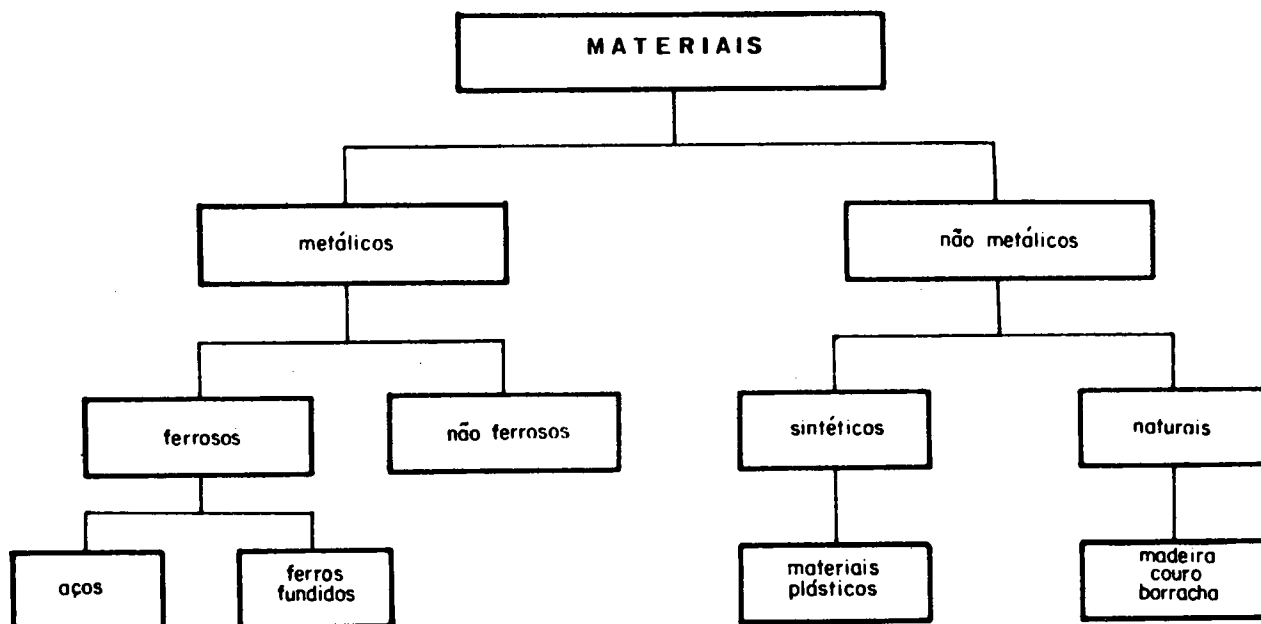 MATERIAIS
metálicos
não metálicos
ferrosos
não ferrosos
sintéticos
naturais
aços
ferros
fundidos
materiais
plásticos
madeira
couro
borracha